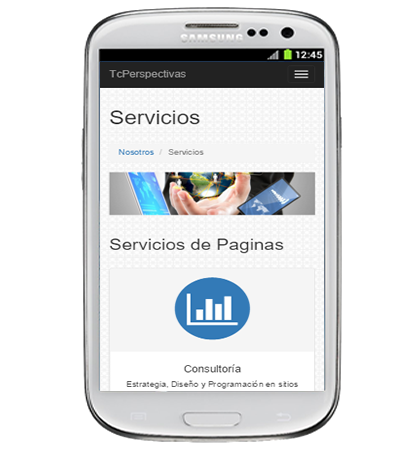 SAMSUNG
12:45
TcPerspectivas
Servicios
Nosotros / Servicios
Servicios de Paginas
Consultoría
Estrategia, Diseño y Programación en sitios